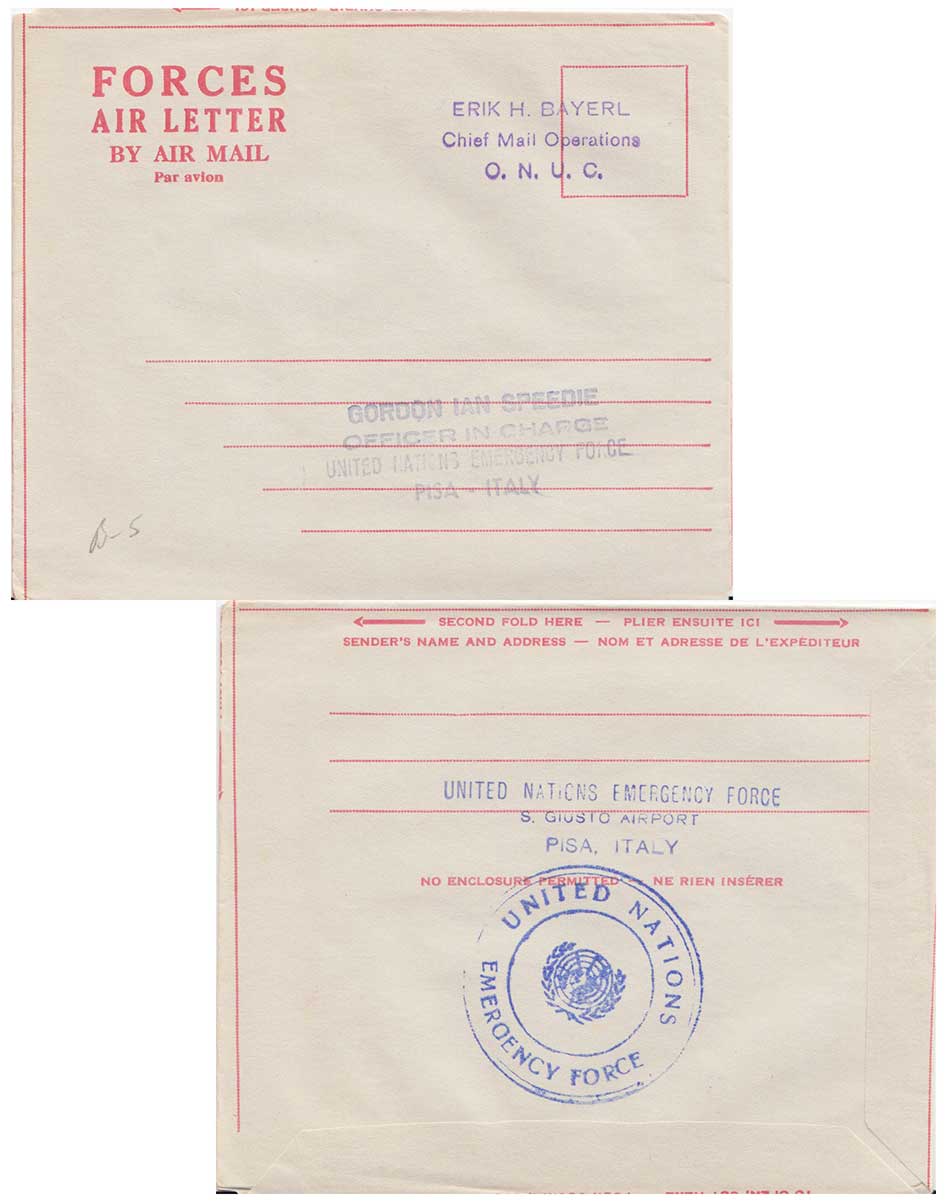 FORCES
AIR LETTER
BY AIR MAIL
Par avion
ERIK H. BAYERL
Chief Mail Operations
O. N. U. C.
GORDON IAN SPEEDIE
OFFICER IN CHARGE
UNITED NATIONS EMERGENCY FORCE
PISA - ITALY
B-5
SECOND FOLD HERE — PLIER ENSUITE ICI
SENDER'S NAME AND ADDRESS — NOM ET ADRESSE DE L'EXPÉDITEUR
UNITED NATIONS EMERGENCY FORCE
S. GIUSTO AIRPORT
PISA, ITALY
NO ENCLOSURE PERMITTED — NE RIEN INSÉRER
UNITED NATIONS
EMERGENCY FORCE